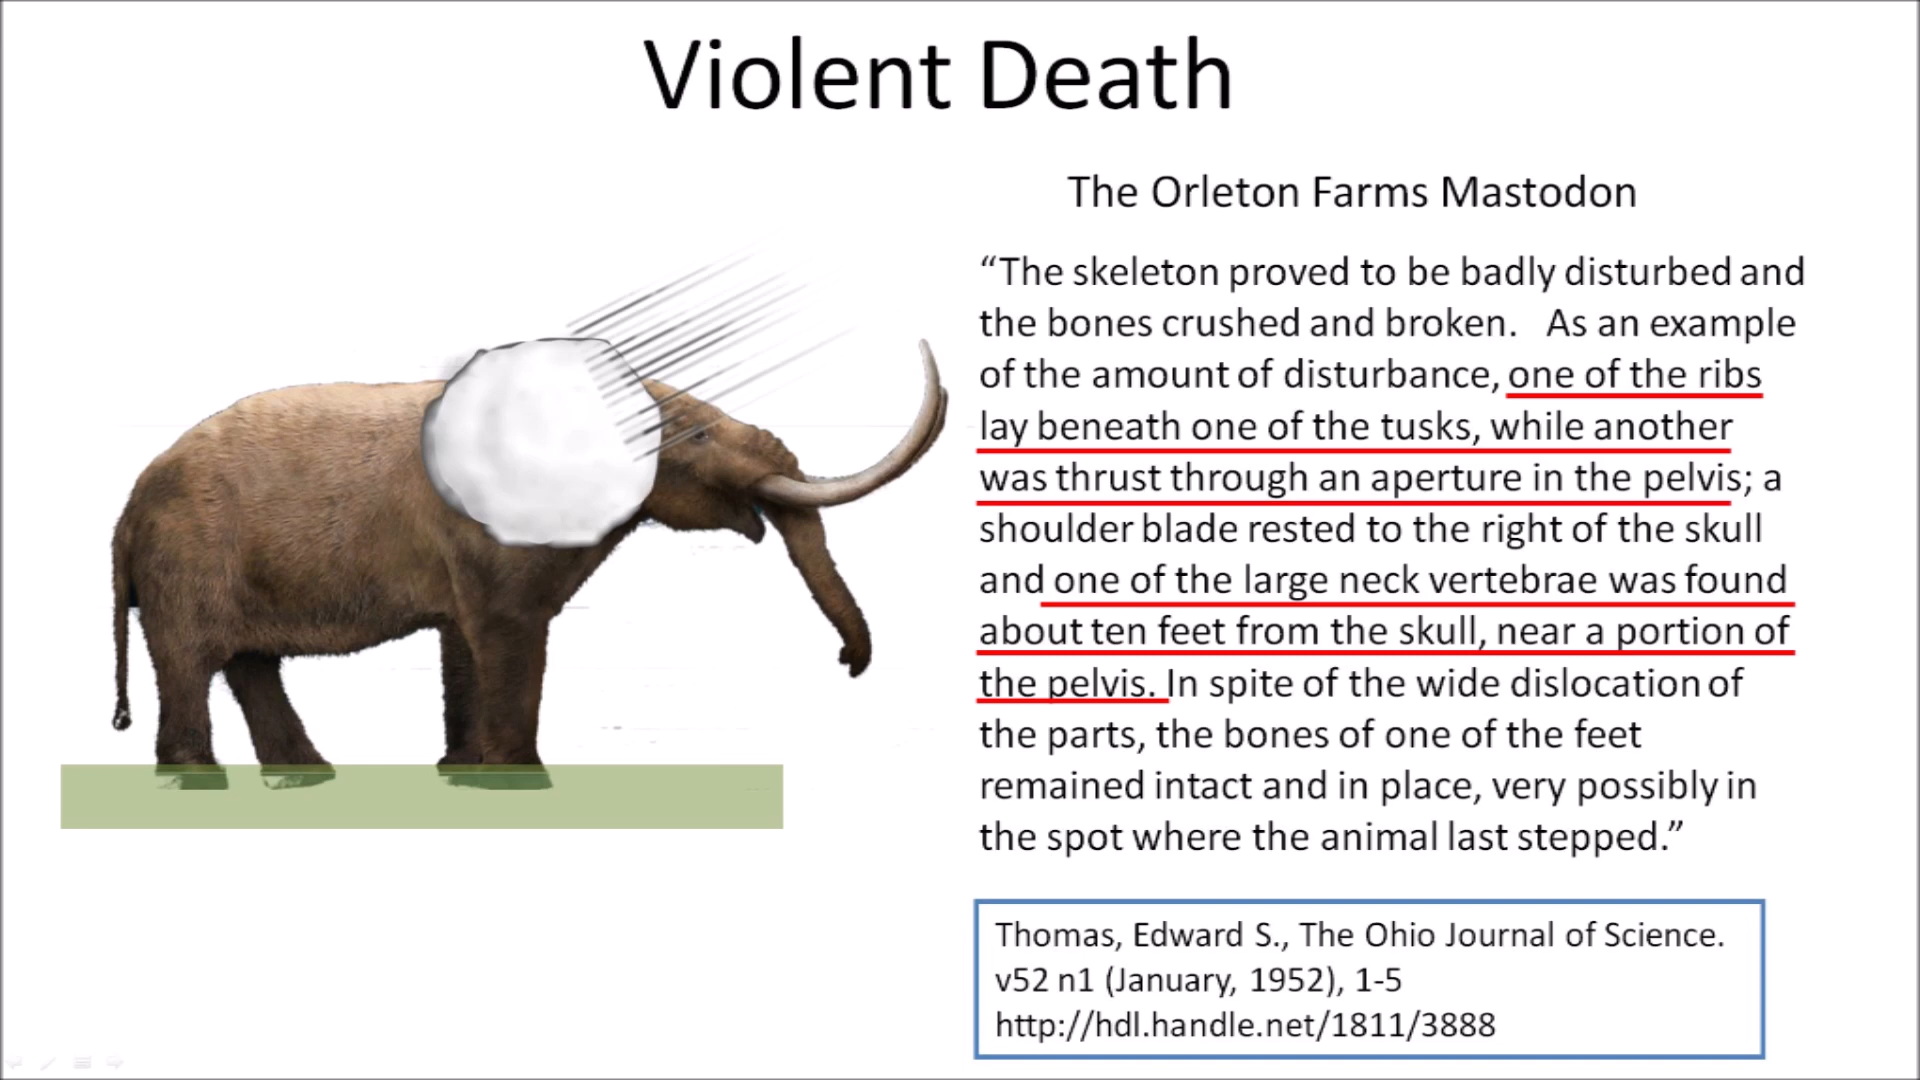 Violent Death
The Orleton Farms Mastodon
“The skeleton proved to be badly disturbed and
the bones crushed and broken. As an example
of the amount of disturbance, one of the ribs
lay beneath one of the tusks, while another
was thrust through an aperture in the pelvis; a
shoulder blade rested to the right of the skull
and one of the large neck vertebrae was found
about ten feet from the skull, near a portion of
the pelvis. In spite of the wide dislocation of
the parts, the bones of one of the feet
remained intact and in place, very possibly in
the spot where the animal last stepped.”
Thomas, Edward S., The Ohio Journal of Science.
v52 n1 (January, 1952), 1-5
http://hdl.handle.net/1811/3888